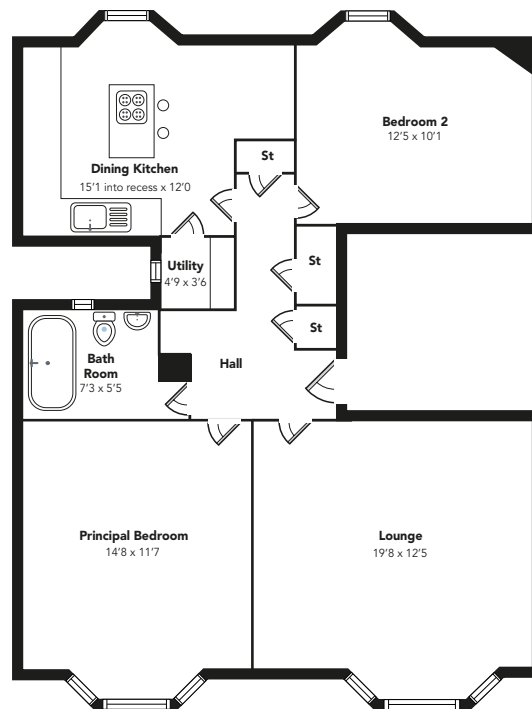 Bedroom 2
12'5 x 10'1
St
Dining Kitchen
15'1 into recess x 12'0
Utility
4'9 x 3'6
St
St
Bath
Room
7'3 x 5'5
Hall
Principal Bedroom
14'8 x 11'7
Lounge
19'8 x 12'5